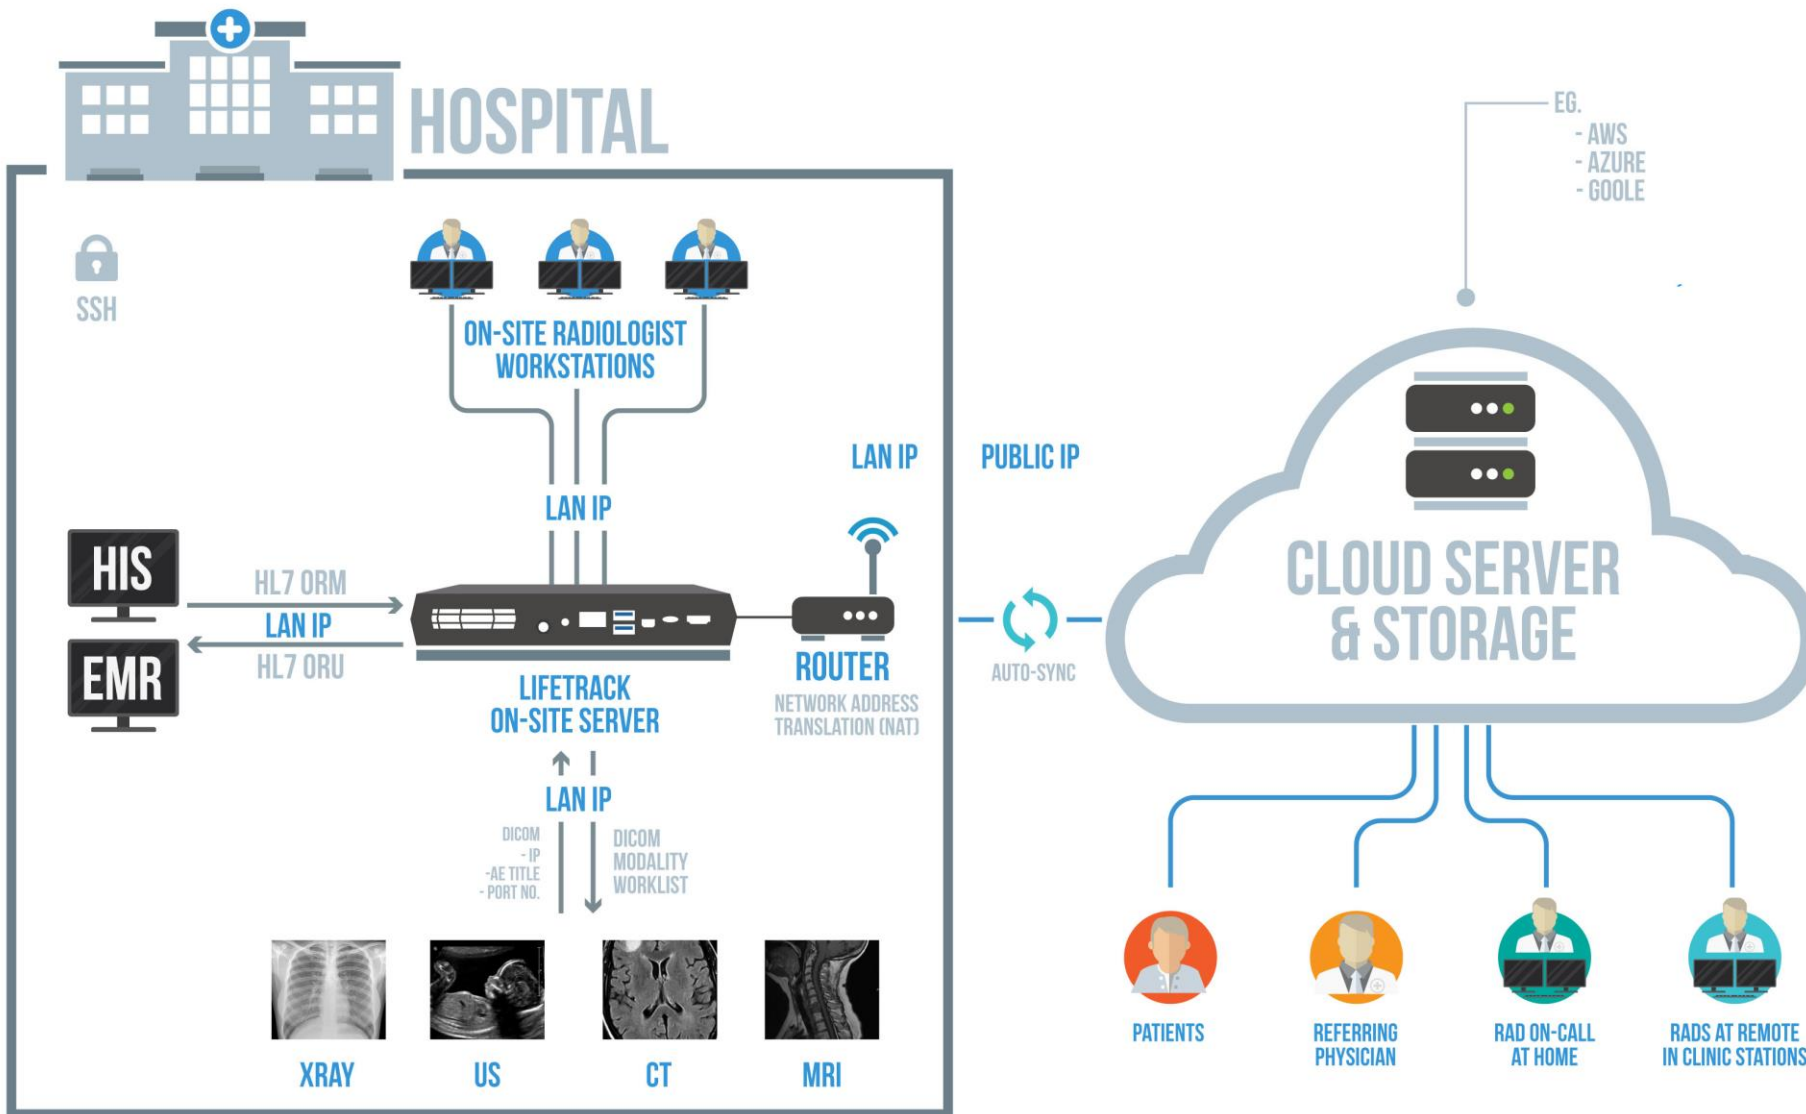 HOSPITAL
EG.
- AWS
- AZURE
- GOOLE
SSH
ON-SITE RADIOLOGIST
WORKSTATIONS
LAN IP
PUBLIC IP
LAN IP
HIS
EMR
HL7 ORM
LAN IP
HL7 ORU
LIFETRACK
ON-SITE SERVER
ROUTER
NETWORK ADDRESS
TRANSLATION (NAT)
AUTO-SYNC
CLOUD SERVER
& STORAGE
LAN IP
DICOM
- IP
-AE TITLE
- PORT NO.
DICOM
MODALITY
WORKLIST
XRAY
US
CT
MRI
PATIENTS
REFERRING
PHYSICIAN
RAD ON-CALL
AT HOME
RADS AT REMOTE
IN CLINIC STATIONS